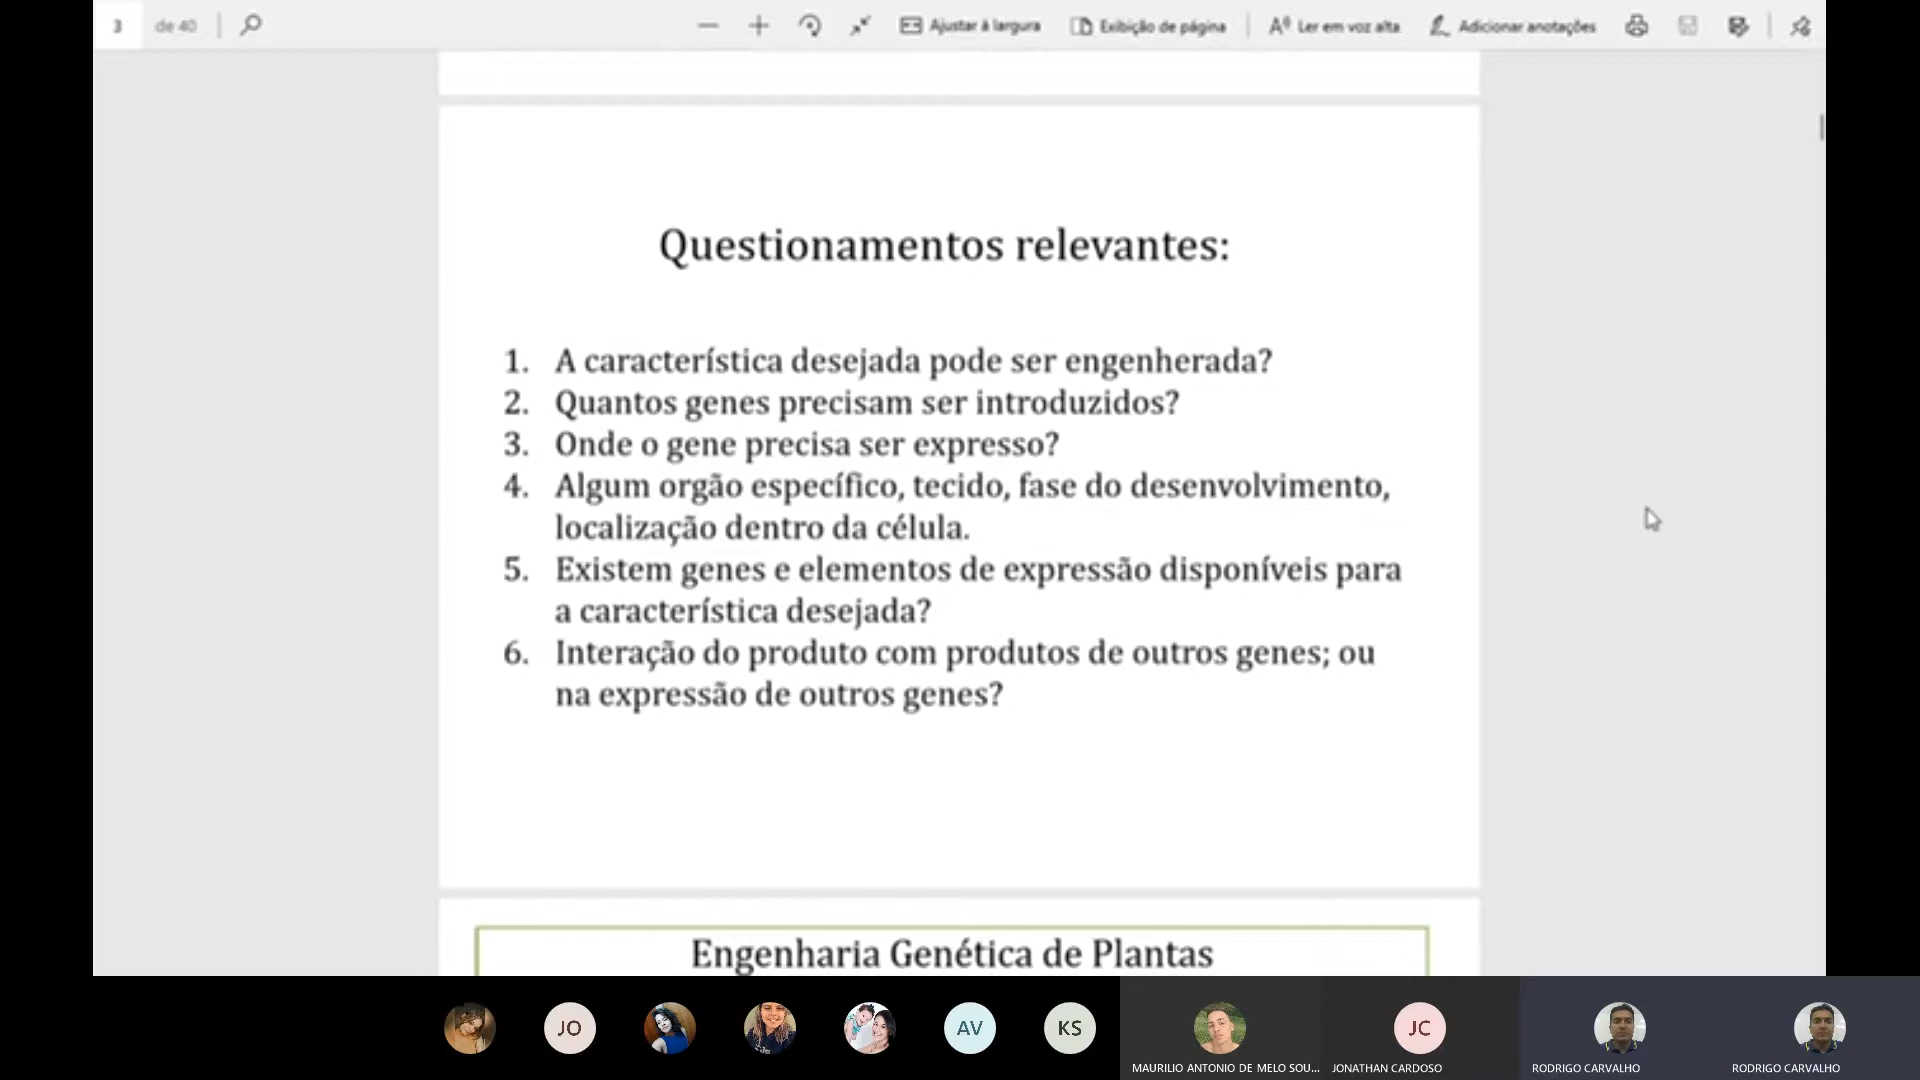 3 de 40 Ajustar à largura Exibição de página Ler em voz alta Adicionar anotações
Questionamentos relevantes:
1. A característica desejada pode ser engenherada?
2. Quantos genes precisam ser introduzidos?
3. Onde o gene precisa ser expresso?
4. Algum orgão específico, tecido, fase do desenvolvimento,
localização dentro da célula.
5. Existem genes e elementos de expressão disponíveis para
a característica desejada?
6. Interação do produto com produtos de outros genes; ou
na expressão de outros genes?
Engenharia Genética de Plantas
JO AV KS JC
MAURILIO ANTONIO DE MELO SOU... JONATHAN CARDOSO RODRIGO CARVALHO RODRIGO CARVALHO